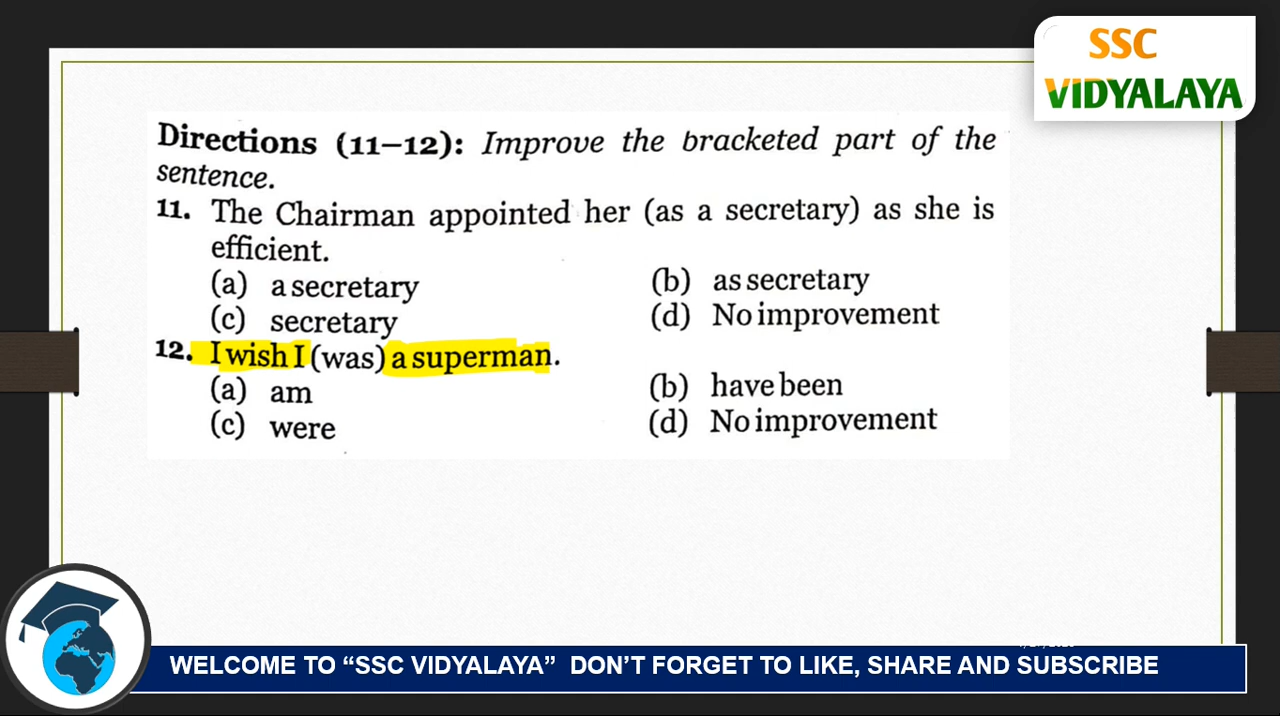 SSC
VIDYALAYA
Directions (11–12): Improve the bracketed part of the
sentence.
11. The Chairman appointed her (as a secretary) as she is
efficient.
(a) a secretary (b) as secretary
(c) secretary (d) No improvement
12. I wish I (was) a superman.
(a) am (b) have been
(c) were (d) No improvement
WELCOME TO “SSC VIDYALAYA” DON’T FORGET TO LIKE, SHARE AND SUBSCRIBE